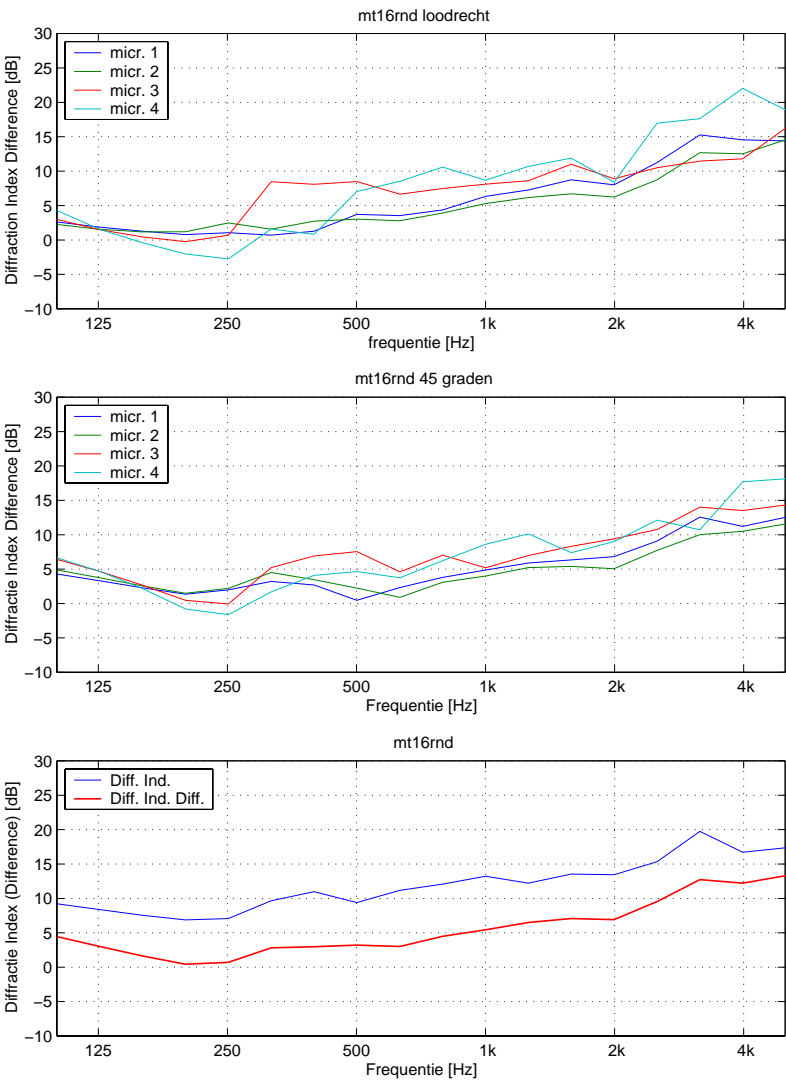 mt16rnd loodrecht
Diffraction Index Difference [dB]
30
25
20
15
10
5
0
−5
−10
micr. 1
micr. 2
micr. 3
micr. 4
125 250 500 1k 2k 4k
frequentie [Hz]
mt16rnd 45 graden
Diffractie Index Difference [dB]
30
25
20
15
10
5
0
−5
−10
micr. 1
micr. 2
micr. 3
micr. 4
125 250 500 1k 2k 4k
Frequentie [Hz]
mt16rnd
Diffractie Index (Difference) [dB]
30
25
20
15
10
5
0
−5
−10
Diff. Ind.
Diff. Ind. Diff.
125 250 500 1k 2k 4k
Frequentie [Hz]